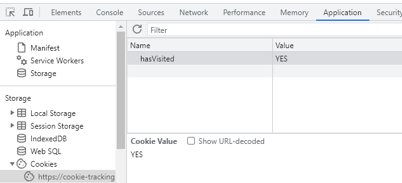 Elements Console Sources Network Performance Memory Application Security
Application
Manifest
Service Workers
Storage
Storage
Local Storage
Session Storage
IndexedDB
Web SQL
Cookies
https://cookie-tracking
Filter
Name Value
hasVisited YES
Cookie Value Show URL-decoded
YES